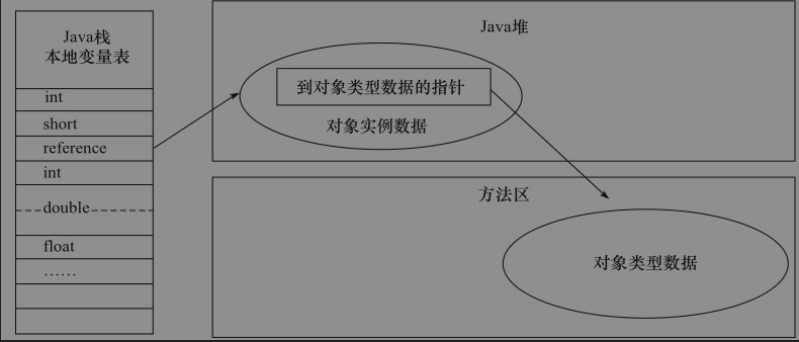 Java栈
本地变量表
int
short
reference
int
double
float
……
Java堆
到对象类型数据的指针
对象实例数据
方法区
对象类型数据